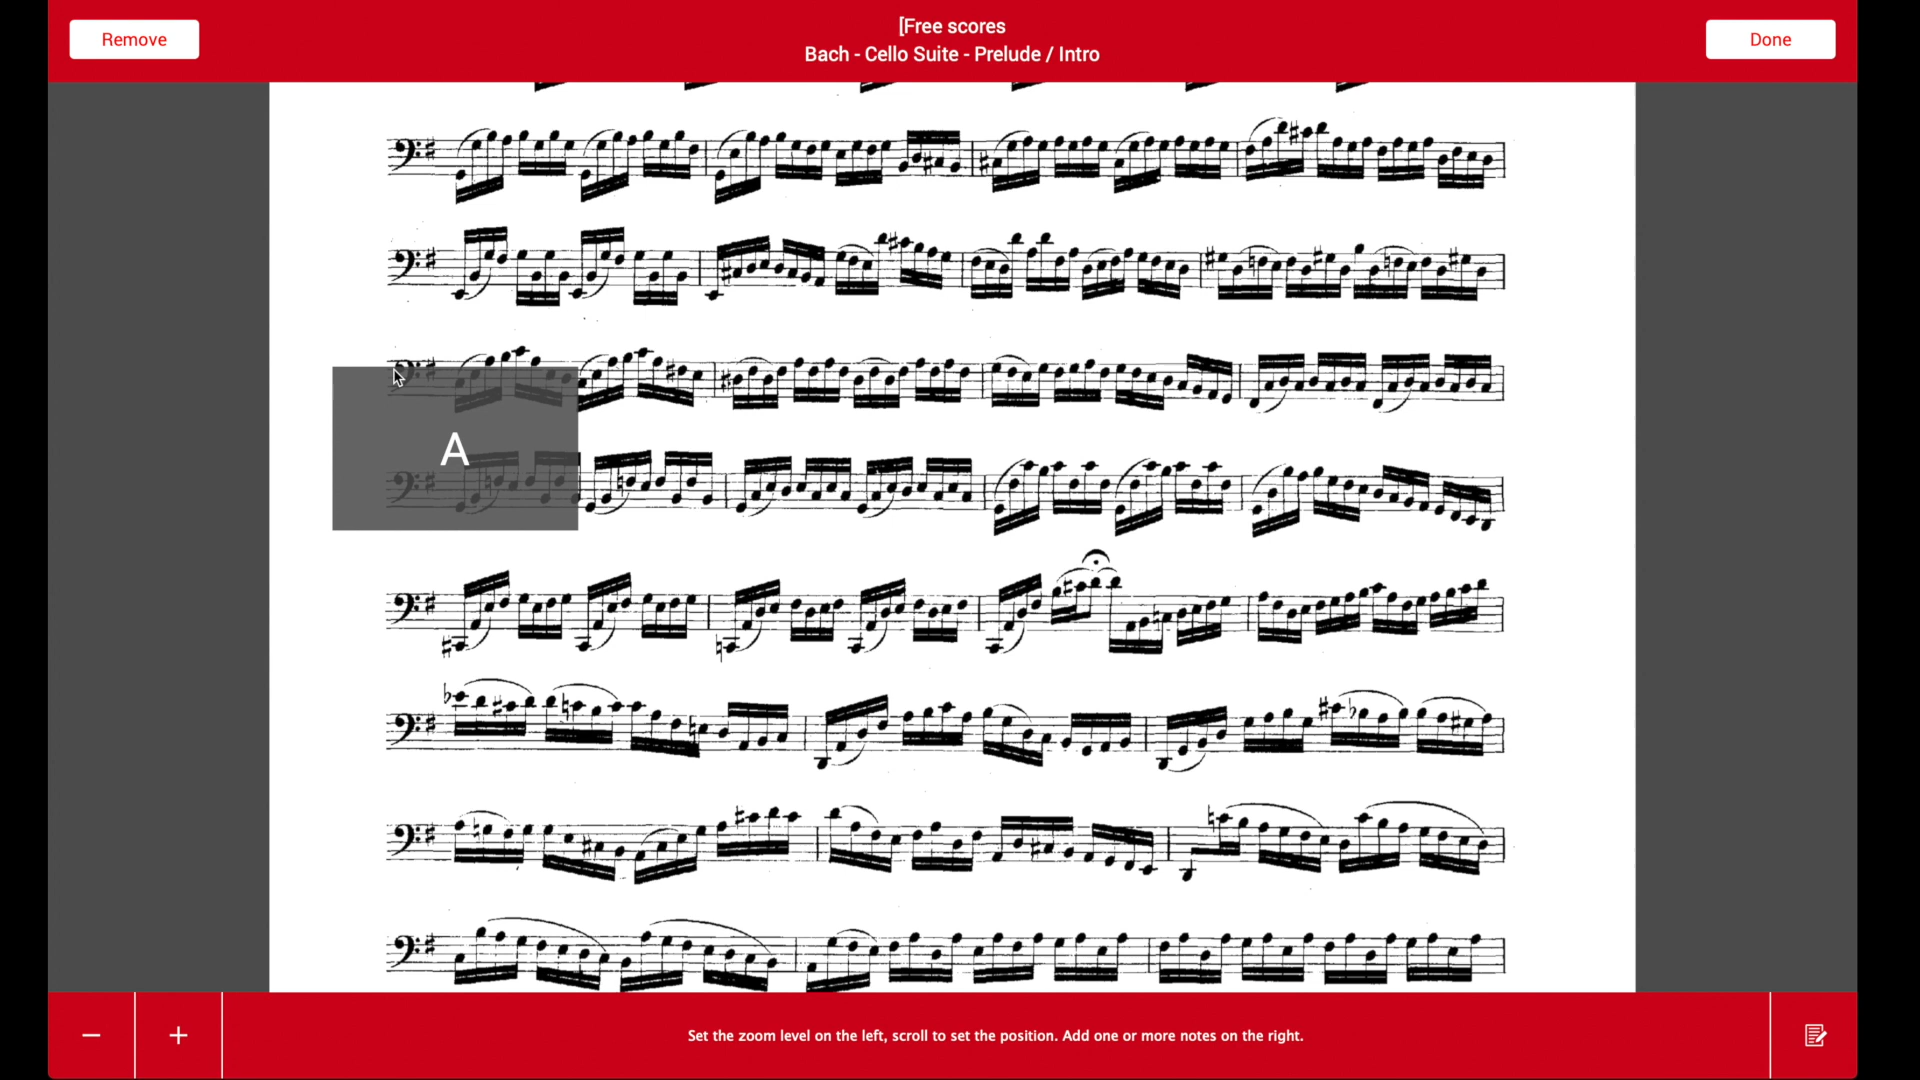 Remove
[Free scores
Bach - Cello Suite - Prelude / Intro
Done
A
Set the zoom level on the left, scroll to set the position. Add one or more notes on the right.